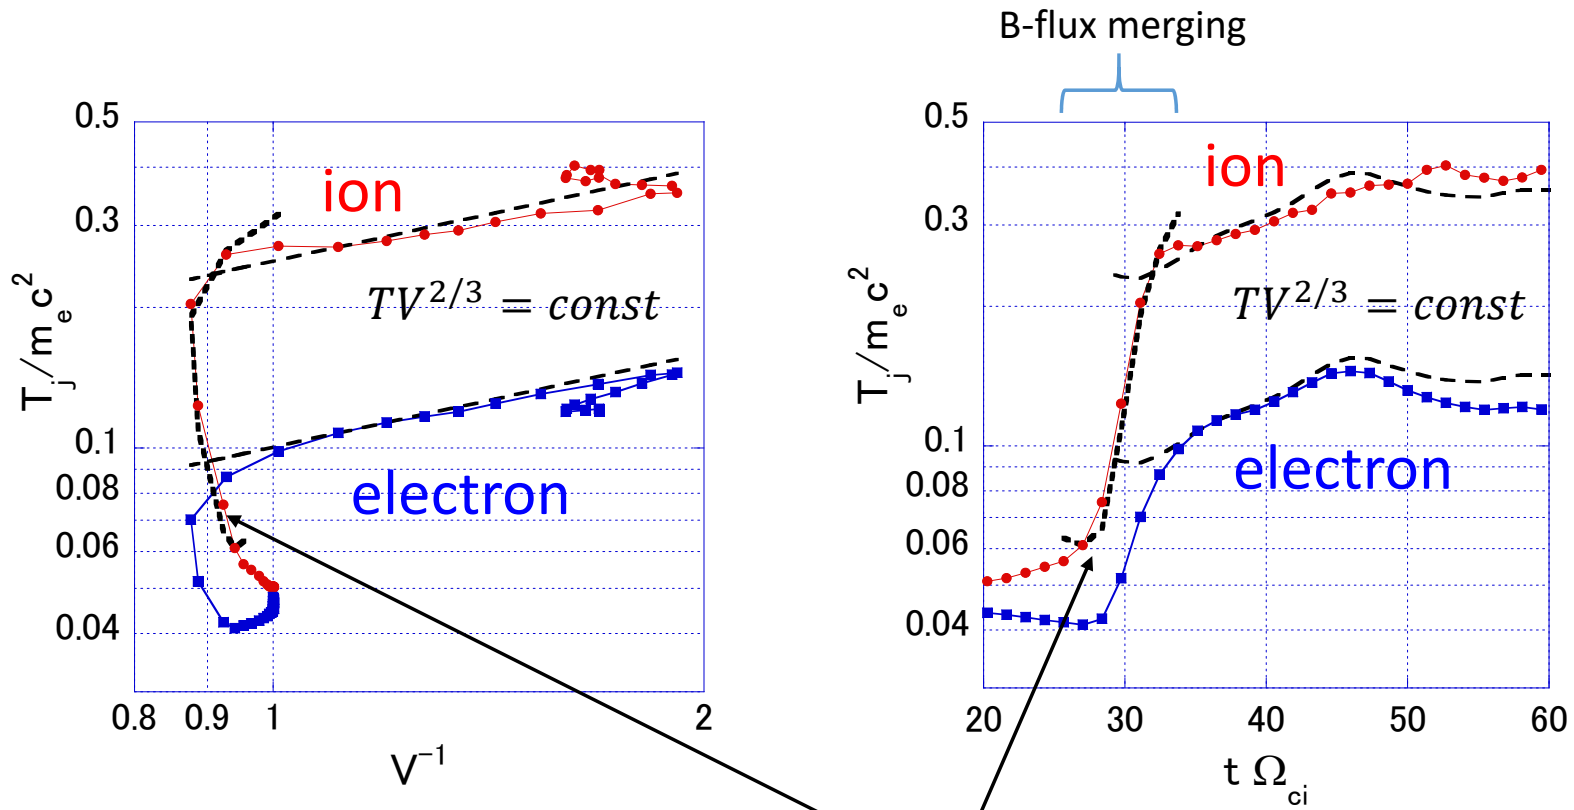 B-flux merging
0.5
0.3
0.1
0.08
0.06
0.04
T_j/m_e c^2
ion
TV^{2/3} = const
electron
0.8 0.9 1 2
V^{-1}
0.5
0.3
0.1
0.08
0.06
0.04
T_j/m_e c^2
ion
TV^{2/3} = const
electron
20 30 40 50 60
t Ω_{ci}